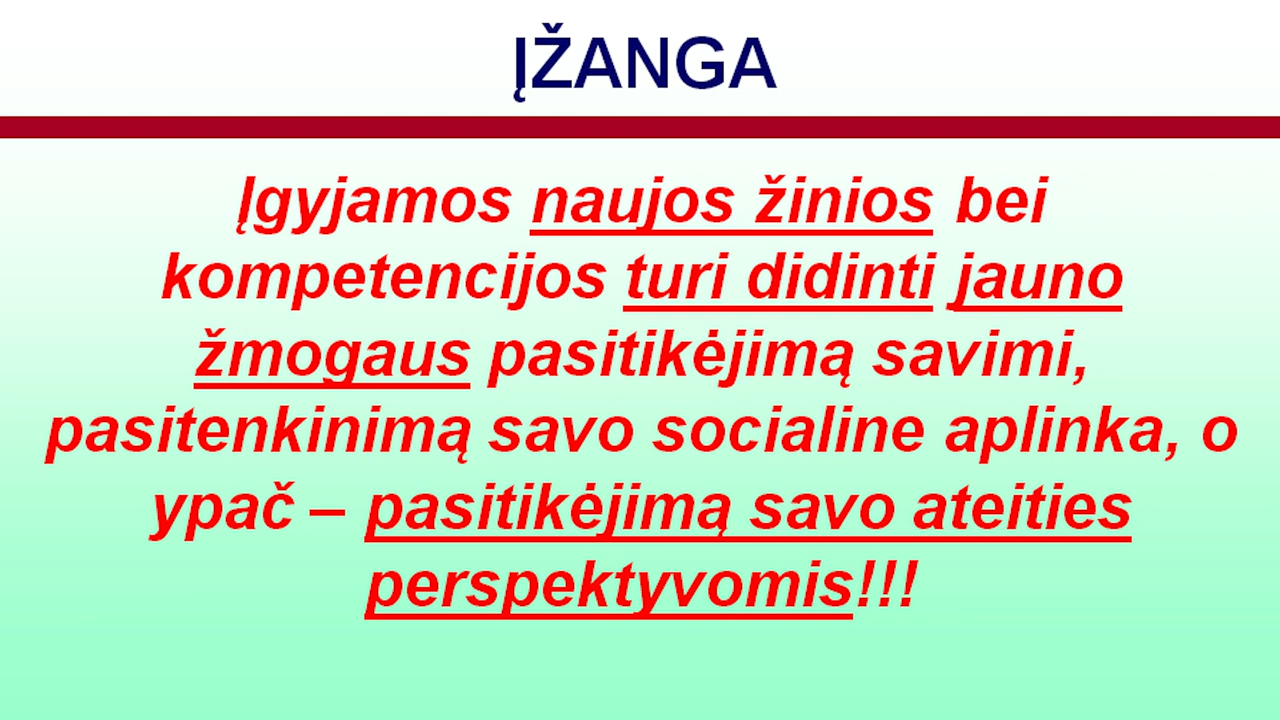 ĮŽANGA
Įgyjamos naujos žinios bei
kompetencijos turi didinti jauno
žmogaus pasitikėjimą savimi,
pasitenkinimą savo socialine aplinka, o
ypač – pasitikėjimą savo ateities
perspektyvomis!!!